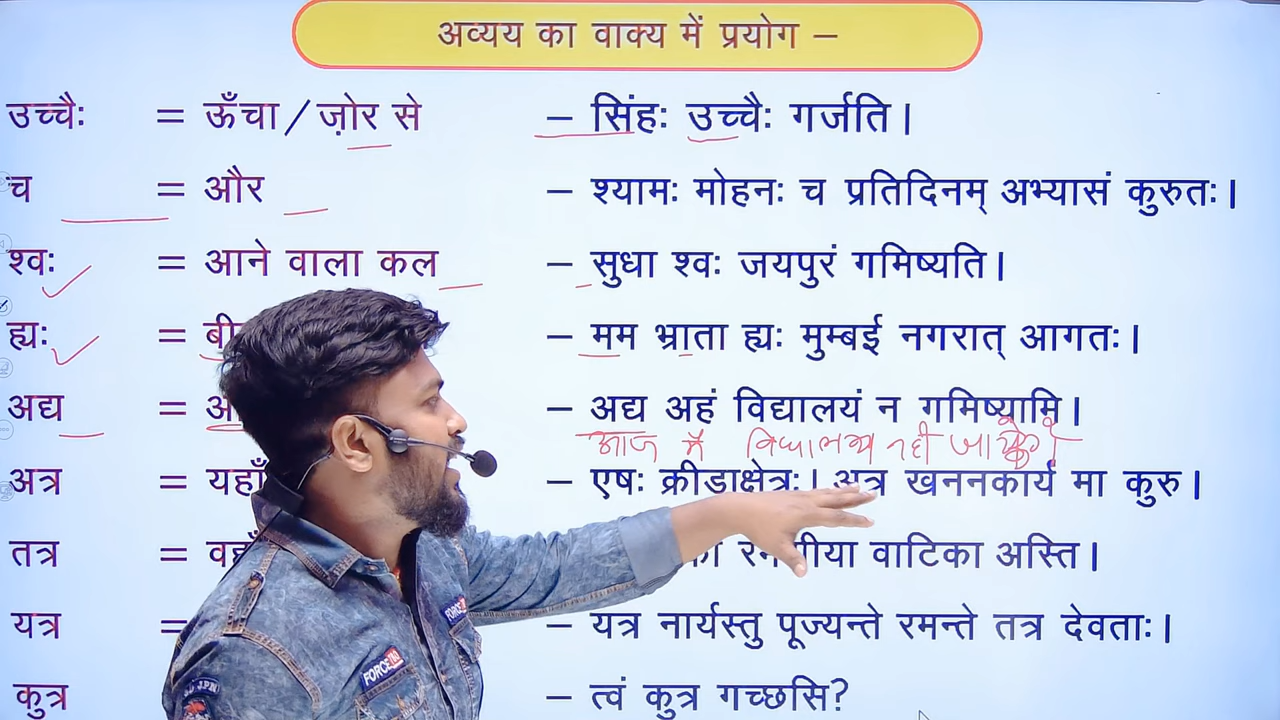 अव्यय का वाक्य में प्रयोग –
उच्चैः = ऊँचा / ज़ोर से – सिंहः उच्चैः गर्जति।
च = और – श्यामः मोहनः च प्रतिदिनम् अभ्यासं कुरुतः।
श्वः = आने वाला कल – सुधा श्वः जयपुरं गमिष्यति।
ह्यः = – मम भ्राता ह्यः मुम्बई नगरात् आगतः।
अद्य = – अद्य अहं विद्यालयं न गमिष्यामि।
आज मैं विद्यालय नहीं
अत्र = यहाँ – एषः क्रीडाक्षेत्रः। अत्र खननकार्यं मा कुरु।
तत्र = वहाँ वाटिका अस्ति।
यत्र = – यत्र नार्यस्तु पूज्यन्ते रमन्ते तत्र देवताः।
कुत्र – त्वं कुत्र गच्छसि?
FORCE IN